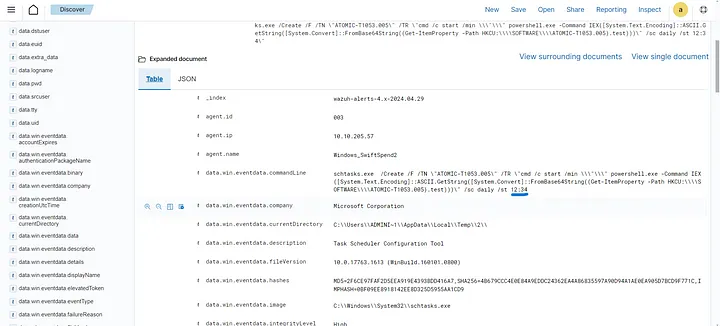 Discover
New Save Open Share Reporting Inspect a
ks.exe /Create /F /TN \"ATOMIC-T1053.005\" /TR \"cmd /c start /min \\\"\\\" powershell.exe -Command IEX([System.Text.Encoding]::ASCII.G
etString([System.Convert]::FromBase64String((Get-ItemProperty -Path HKCU:\\\\SOFTWARE\\\\ATOMIC-T1053.005).test)))\" /sc daily /st 12:3
4\"
Expanded document
View surrounding documents View single document
Table JSON
t _index wazuh-alerts-4.x-2024.04.29
t agent.id 003
t agent.ip 10.10.205.57
t agent.name Windows_SwiftSpend2
t data.win.eventdata.commandLine schtasks.exe /Create /F /TN \"ATOMIC-T1053.005\" /TR \"cmd /c start /min \\\"\\\" powershell.exe -Command IEX
([System.Text.Encoding]::ASCII.GetString([System.Convert]::FromBase64String((Get-ItemProperty -Path HKCU:\\\\S
OFTWARE\\\\ATOMIC-T1053.005).test)))\" /sc daily /st 12:34
t data.win.eventdata.company Microsoft Corporation
t data.win.eventdata.currentDirectory C:\\Users\\ADMINI~1\\AppData\\Local\\Temp\\2\\
t data.win.eventdata.description Task Scheduler Configuration Tool
t data.win.eventdata.fileVersion 10.0.17763.1 (WinBuild.160101.0800)
t data.win.eventdata.hashes
t data.win.eventdata.image C:\\Windows\\System32\\schtasks.exe
t data.win.eventdata.integrityLevel High
t data.dstuser
t data.euid
t data.extra_data
t data.logname
t data.pwd
t data.srcuser
t data.tty
t data.uid
t data.win.eventdata.
accountExpires
t data.win.eventdata.
authenticationPackageName
t data.win.eventdata.binary
t data.win.eventdata.company
t data.win.eventdata.
creationUtcTime
t data.win.eventdata.
currentDirectory
t data.win.eventdata.data
t data.win.eventdata.description
t data.win.eventdata.details
t data.win.eventdata.displayName
t data.win.eventdata.elevatedToken
t data.win.eventdata.eventType
t data.win.eventdata.failureReason